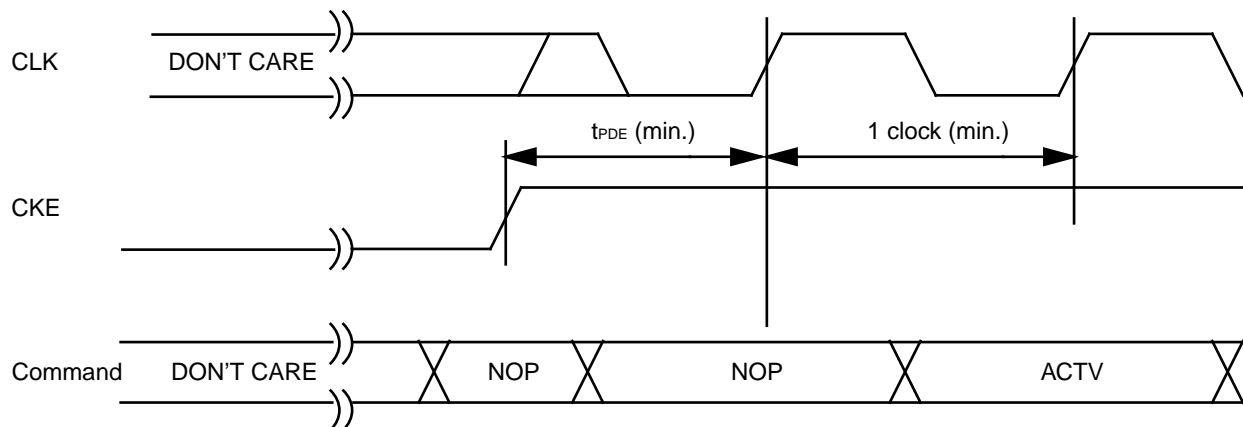 CLK DON'T CARE
tPDE (min.) 1 clock (min.)
CKE
Command DON'T CARE NOP NOP ACTV